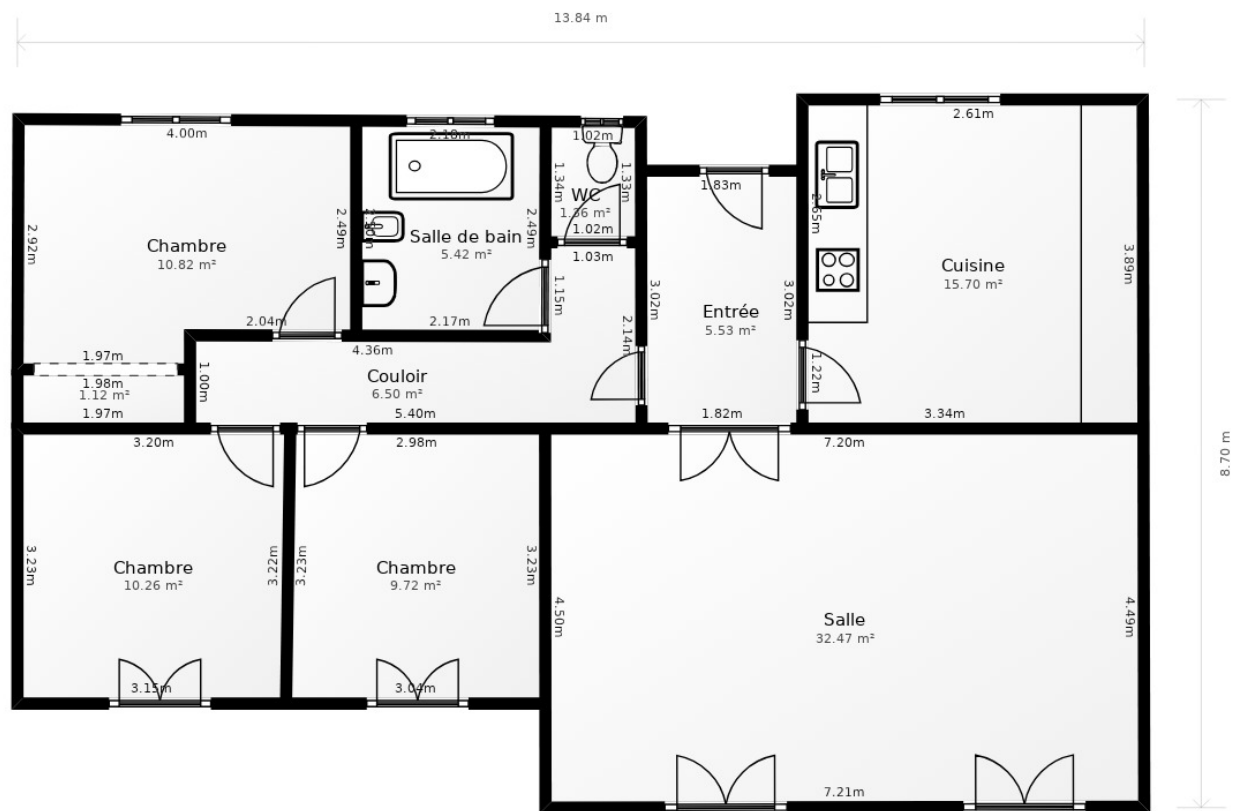 13.84 m
4.00m
2.18m
1.02m
2.61m
1.34m
1.33m
WC
1.36 m²
1.02m
1.83m
2.65m
2.92m
2.49m
2.49m
Chambre
10.82 m²
Salle de bain
5.42 m²
1.03m
1.15m
3.02m
3.02m
Entrée
5.53 m²
Cuisine
15.70 m²
3.89m
2.04m
2.17m
2.14m
1.97m
1.98m
1.12 m²
1.97m
1.00m
4.36m
Couloir
6.50 m²
5.40m
1.82m
1.22m
3.34m
8.70 m
3.20m
2.98m
7.20m
3.23m
Chambre
10.26 m²
3.22m
3.23m
Chambre
9.72 m²
3.23m
4.50m
Salle
32.47 m²
4.49m
3.15m
3.04m
7.21m